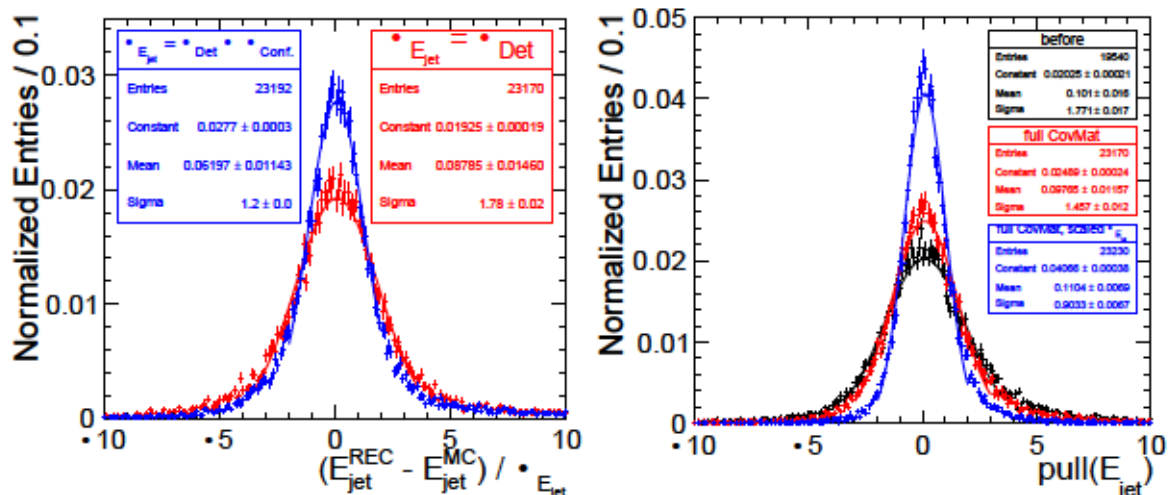 Normalized Entries / 0.1
0.03
0.02
0.01
0
• E_jet = • Det • • Conf.
Entries 23192
Constant 0.0277 ± 0.0003
Mean 0.06197 ± 0.01143
Sigma 1.2 ± 0.0
• E_jet = • Det
Entries 23170
Constant 0.01925 ± 0.00019
Mean 0.08785 ± 0.01460
Sigma 1.78 ± 0.02
•10 •5 0 5 10
(E_jet^REC - E_jet^MC) / • E_jet
Normalized Entries / 0.1
0.05
0.04
0.03
0.02
0.01
0
before
Entries 19540
Constant 0.02025 ± 0.00021
Mean 0.101 ± 0.016
Sigma 1.771 ± 0.017
full CovMat
Entries 23170
Constant 0.02489 ± 0.00024
Mean 0.09765 ± 0.01157
Sigma 1.457 ± 0.012
full CovMat, scaled • E_jet
Entries 23230
Constant 0.04066 ± 0.00038
Mean 0.1104 ± 0.0069
Sigma 0.9033 ± 0.0067
•10 •5 0 5 10
pull(E_jet)